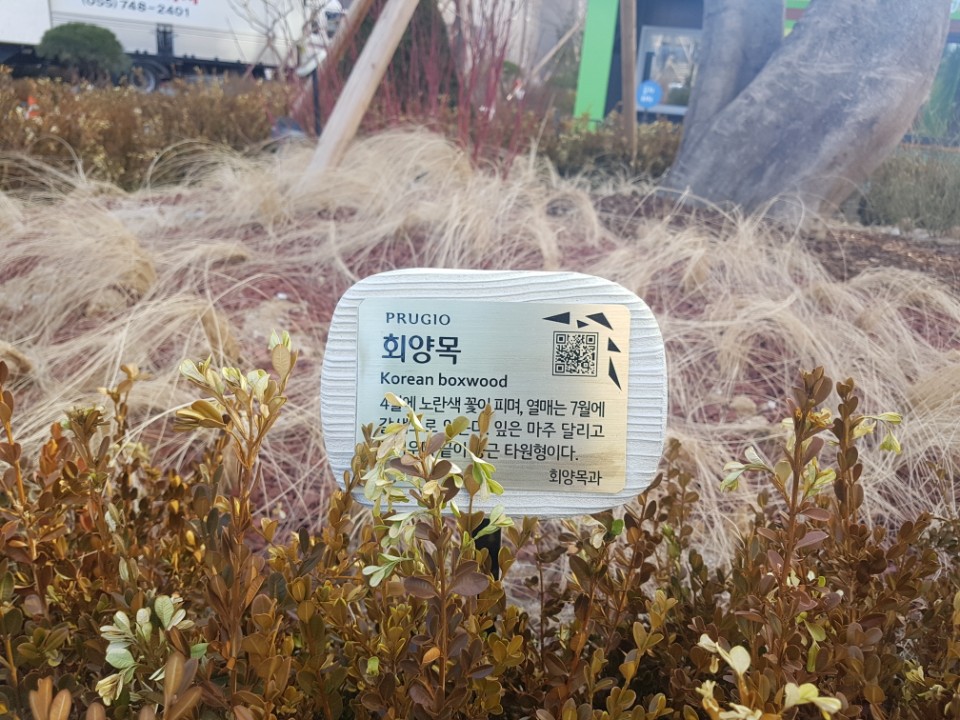 (055) 748-2401
PRUGIO
회양목
Korean boxwood
4월에 노란색 꽃이 피며, 열매는 7월에
잎은 마주 달리고
끝이 타원형이다.
회양목과